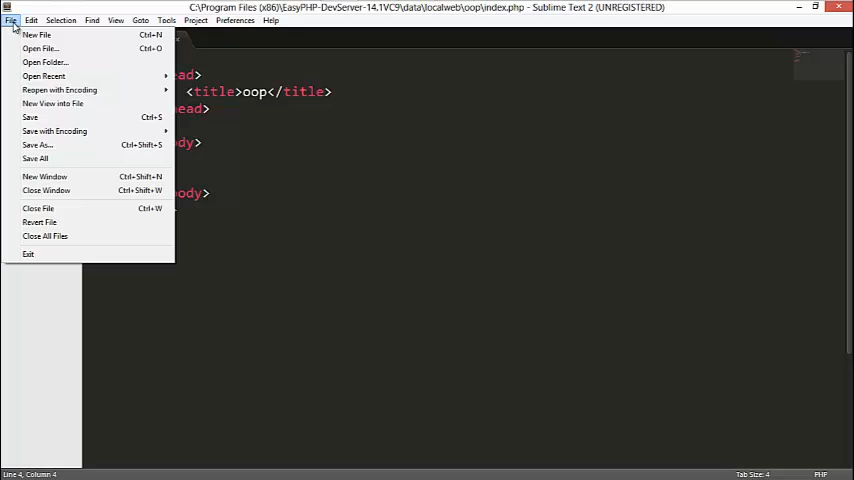 C:\Program Files (x86)\EasyPHP-DevServer-14.1VC9\data\localweb\oop\index.php - Sublime Text 2 (UNREGISTERED)
File Edit Selection Find View Goto Tools Project Preferences Help
New File Ctrl+N
Open File... Ctrl+O
Open Folder...
Open Recent
Reopen with Encoding
New View into File
Save Ctrl+S
Save with Encoding
Save As... Ctrl+Shift+S
Save All
New Window Ctrl+Shift+N
Close Window Ctrl+Shift+W
Close File Ctrl+W
Revert File
Close All Files
Exit
ead>
<title>oop</title>
ead>
ody>
ody>
Line 4, Column 4 Tab Size: 4 PHP